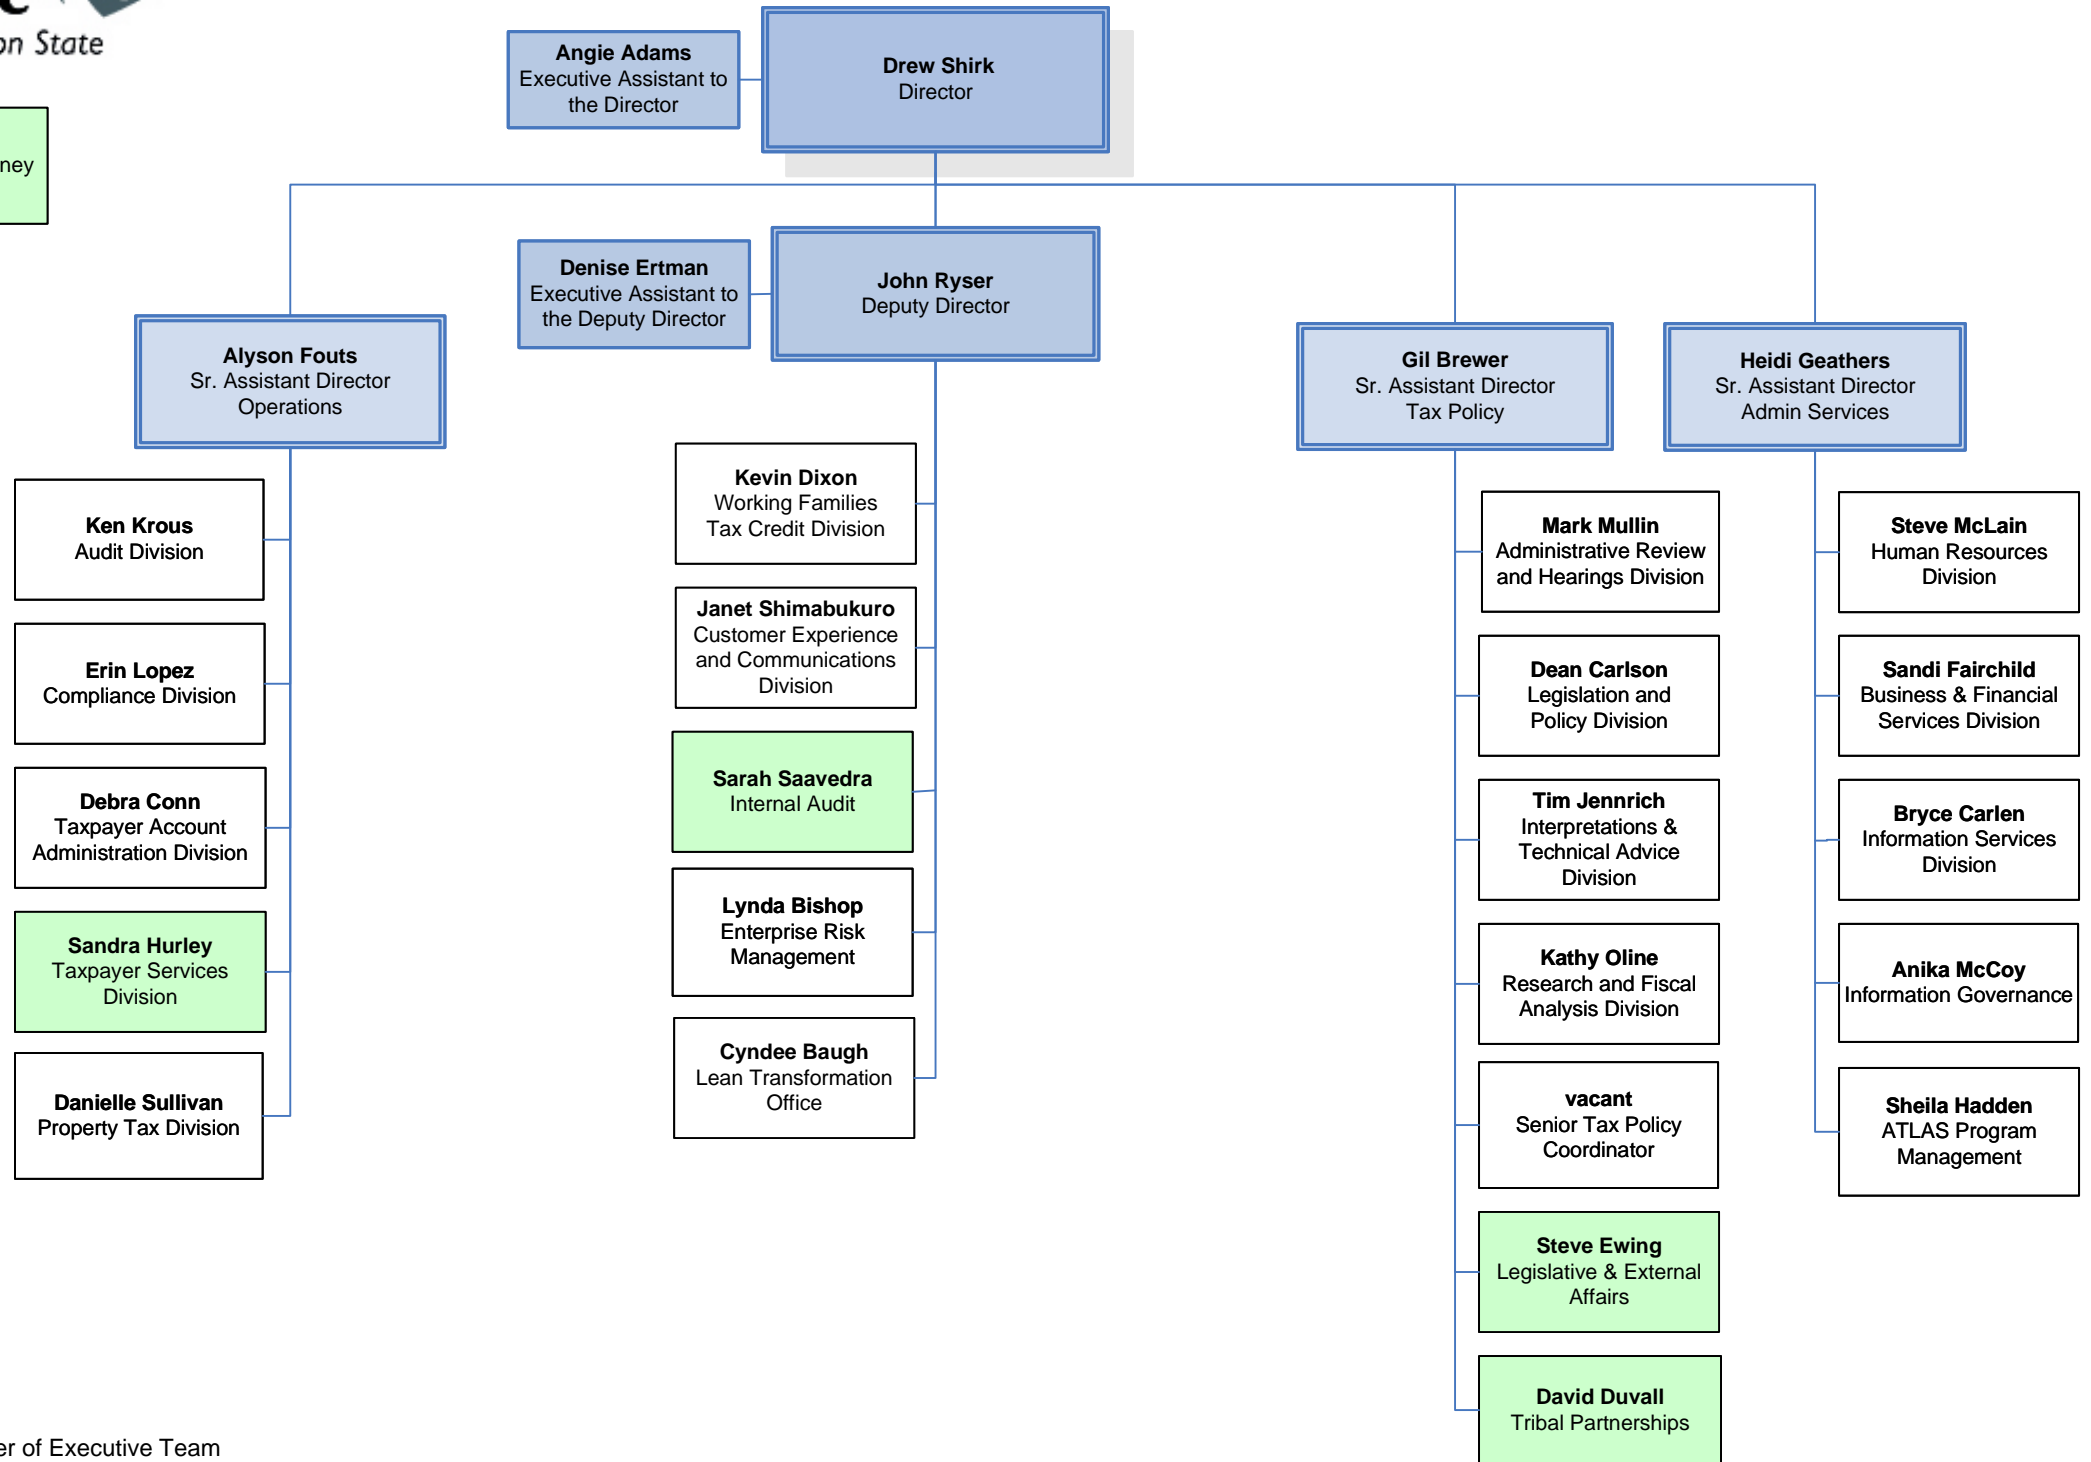 on State
Angie Adams
Executive Assistant to
the Director
Drew Shirk
Director
Denise Ertman
Executive Assistant to
the Deputy Director
John Ryser
Deputy Director
Alyson Fouts
Sr. Assistant Director
Operations
Gil Brewer
Sr. Assistant Director
Tax Policy
Heidi Geathers
Sr. Assistant Director
Admin Services
Ken Krous
Audit Division
Erin Lopez
Compliance Division
Debra Conn
Taxpayer Account
Administration Division
Sandra Hurley
Taxpayer Services
Division
Danielle Sullivan
Property Tax Division
Kevin Dixon
Working Families
Tax Credit Division
Janet Shimabukuro
Customer Experience
and Communications
Division
Sarah Saavedra
Internal Audit
Lynda Bishop
Enterprise Risk
Management
Cyndee Baugh
Lean Transformation
Office
Mark Mullin
Administrative Review
and Hearings Division
Dean Carlson
Legislation and
Policy Division
Tim Jennrich
Interpretations &
Technical Advice
Division
Kathy Oline
Research and Fiscal
Analysis Division
vacant
Senior Tax Policy
Coordinator
Steve Ewing
Legislative & External
Affairs
David Duvall
Tribal Partnerships
Steve McLain
Human Resources
Division
Sandi Fairchild
Business & Financial
Services Division
Bryce Carlen
Information Services
Division
Anika McCoy
Information Governance
Sheila Hadden
ATLAS Program
Management
ney
er of Executive Team